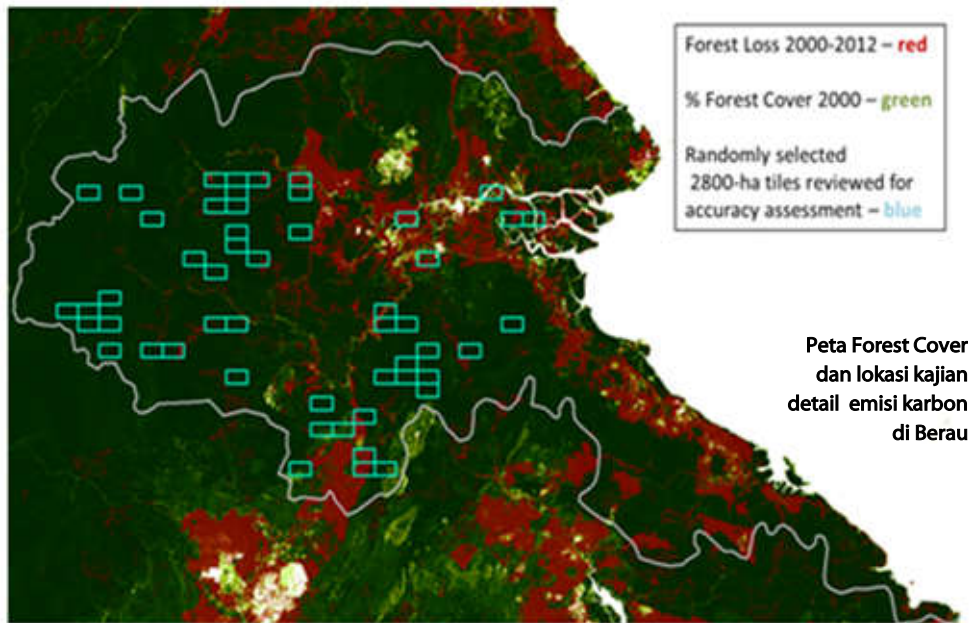 Forest Loss 2000-2012 – red
% Forest Cover 2000 – green
Randomly selected
2800-ha tiles reviewed for
accuracy assessment – blue
Peta Forest Cover
dan lokasi kajian
detail emisi karbon
di Berau